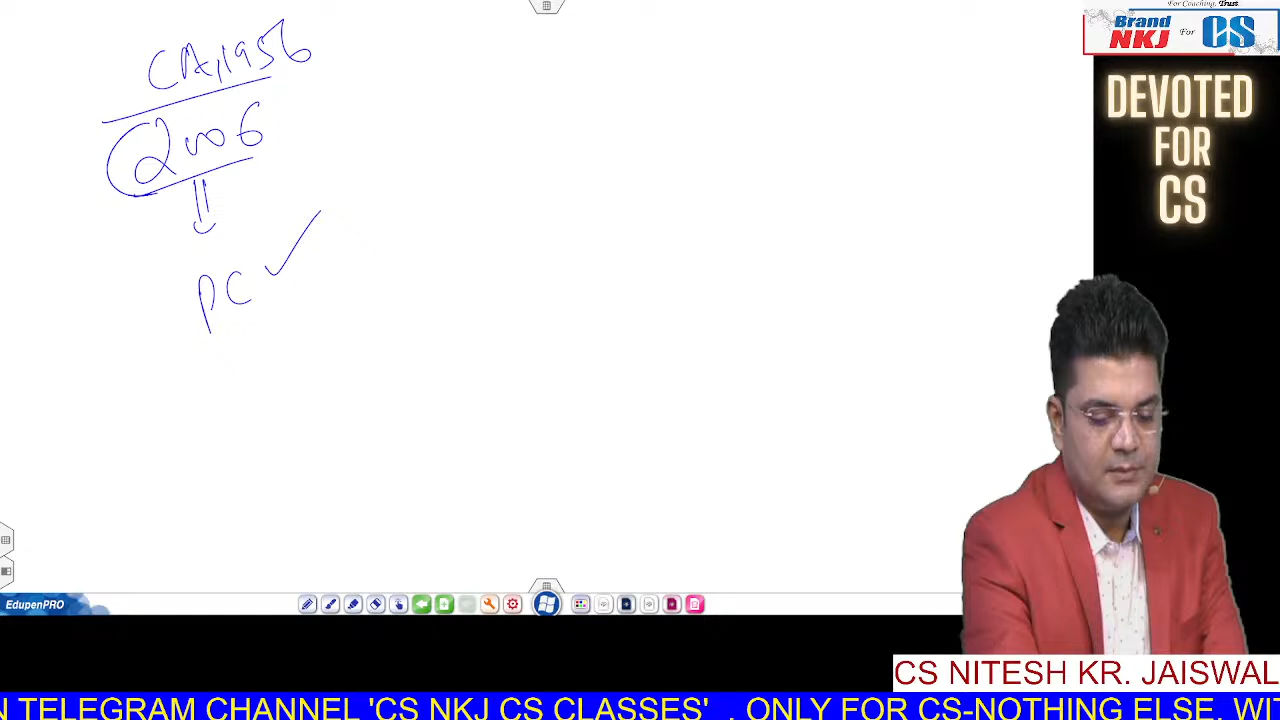 For Coaching, Trust
Brand
NKJ
For
CS
CA, 1956
2006
PC
DEVOTED
FOR
CS
EdupenPRO
CS NITESH KR. JAISWAL
N TELEGRAM CHANNEL 'CS NKJ CS CLASSES' , ONLY FOR CS-NOTHING ELSE. WI